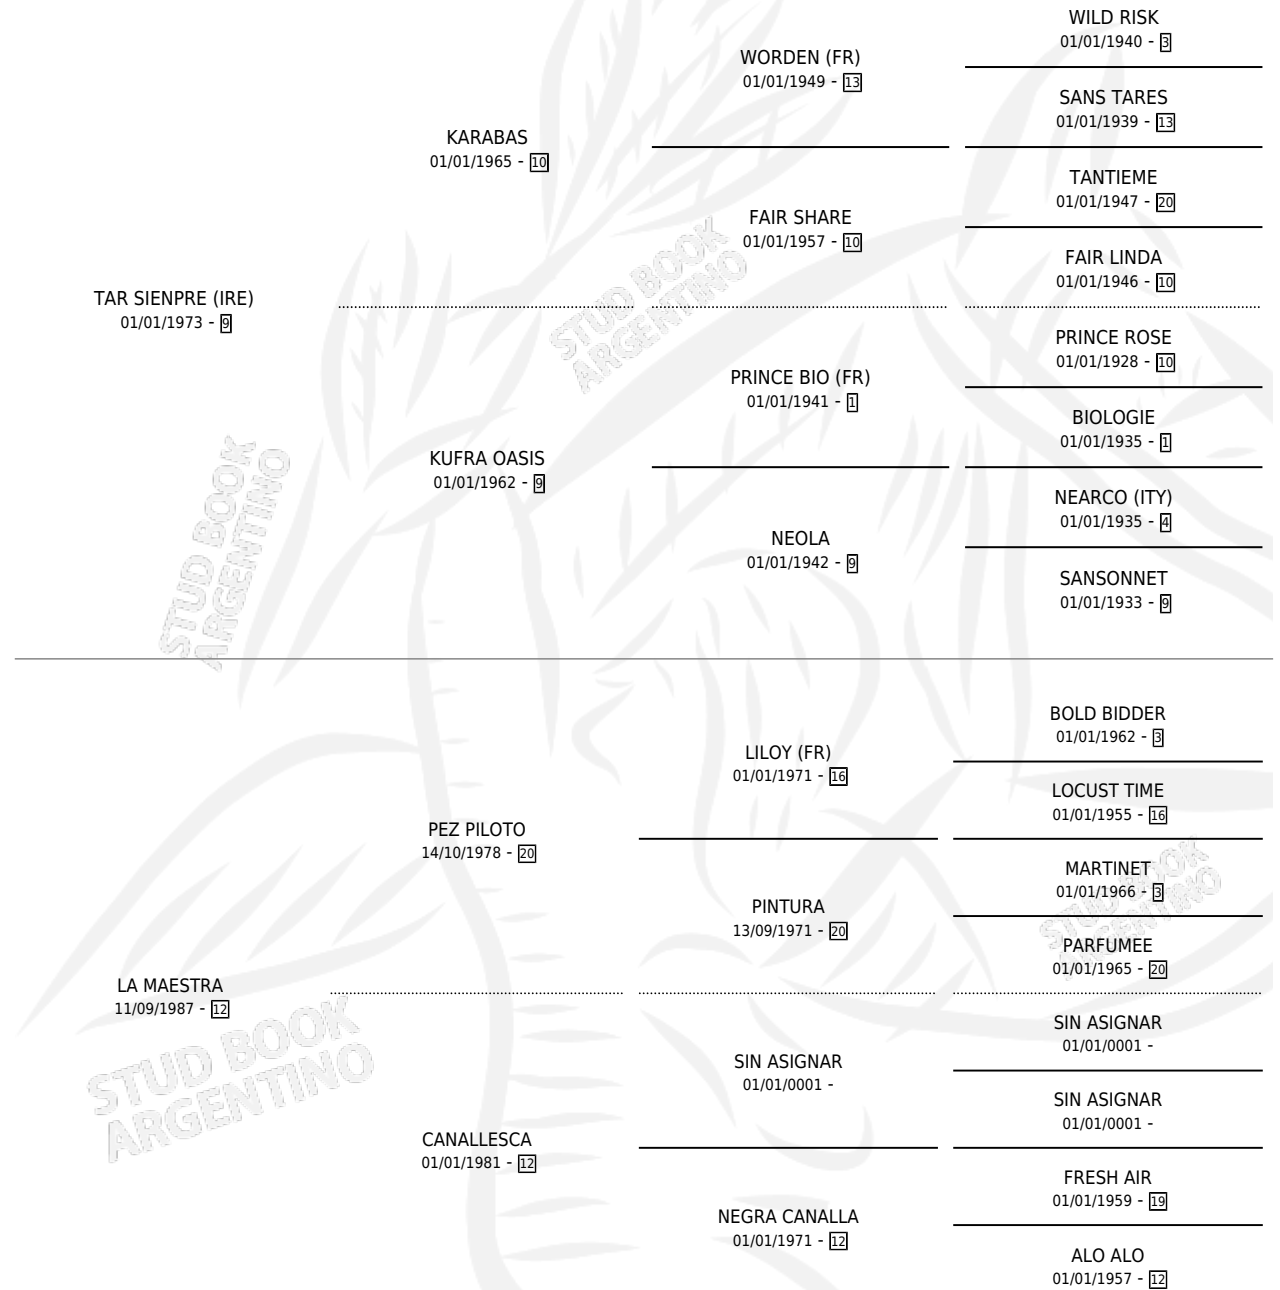 WILD RISK
01/01/1940 - 3
WORDEN (FR)
01/01/1949 - 13
SANS TARES
01/01/1939 - 13
KARABAS
01/01/1965 - 10
TANTIEME
01/01/1947 - 20
FAIR SHARE
01/01/1957 - 10
FAIR LINDA
01/01/1946 - 10
TAR SIENPRE (IRE)
01/01/1973 - 9
PRINCE ROSE
01/01/1928 - 10
PRINCE BIO (FR)
01/01/1941 - 1
BIOLOGIE
01/01/1935 - 1
KUFRA OASIS
01/01/1962 - 9
NEARCO (ITY)
01/01/1935 - 4
NEOLA
01/01/1942 - 9
SANSONNET
01/01/1933 - 9
STUD BOOK
ARGENTINO
STUD BOOK
ARGENTINO
BOLD BIDDER
01/01/1962 - 3
LILOY (FR)
01/01/1971 - 16
LOCUST TIME
01/01/1955 - 16
PEZ PILOTO
14/10/1978 - 20
MARTINET
01/01/1966 - 3
PINTURA
13/09/1971 - 20
PARFUMEE
01/01/1965 - 20
LA MAESTRA
11/09/1987 - 12
SIN ASIGNAR
01/01/0001 -
SIN ASIGNAR
01/01/0001 -
SIN ASIGNAR
01/01/0001 -
CANALLESCA
01/01/1981 - 12
FRESH AIR
01/01/1959 - 19
NEGRA CANALLA
01/01/1971 - 12
ALO ALO
01/01/1957 - 12
STUD BOOK
ARGENTINO
STUD BOOK
ARGENTINO